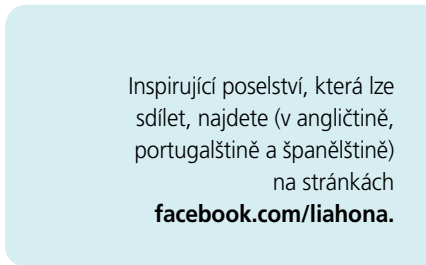 Inspirující poselství, která lze
sdílet, najdete (v angličtině,
portugalštině a španělštině)
na stránkách
facebook.com/liahona.